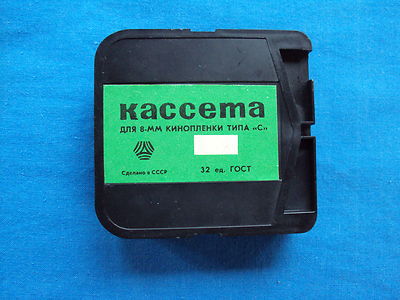 кассета
ДЛЯ 8-ММ КИНОПЛЕНКИ ТИПА «С»
Сделано в СССР
32 ед. ГОСТ